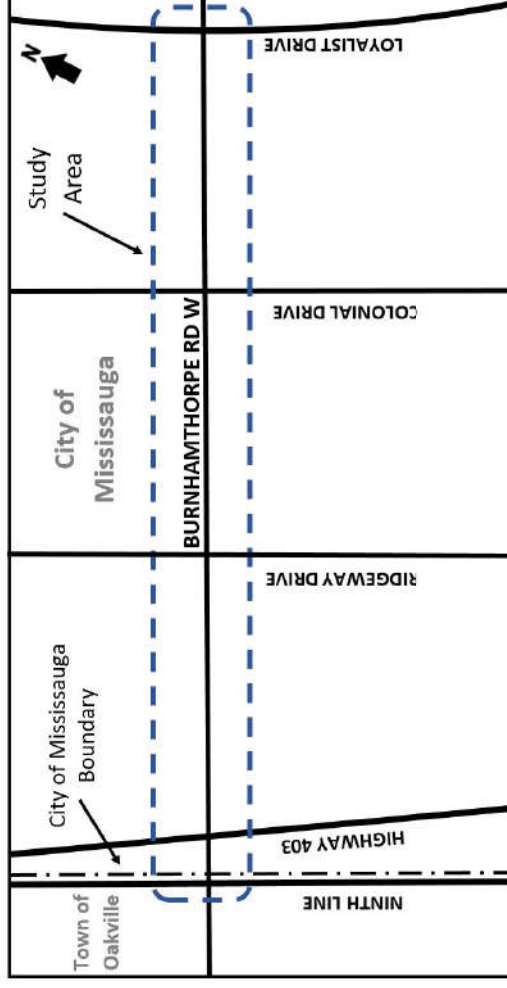 Town of
Oakville
City of Mississauga
Boundary
City of
Mississauga
Study
Area
N
BURNHAMTHORPE RD W
NINTH LINE
HIGHWAY 403
RIDGEWAY DRIVE
COLONIAL DRIVE
LOYALIST DRIVE